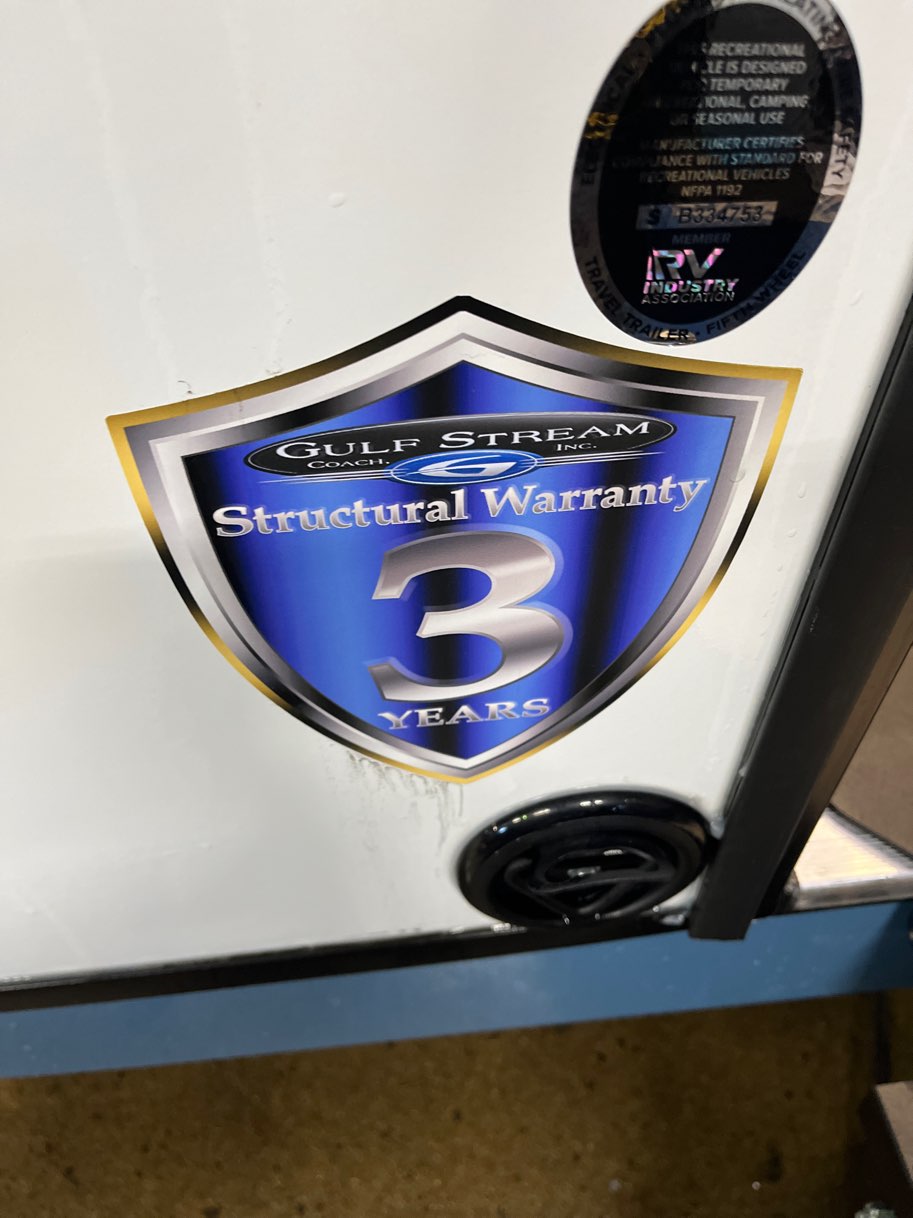 RECREATIONAL
IS DESIGNED
TEMPORARY
CAMPING
OR SEASONAL USE
MANUFACTURER CERTIFIES
COMPLIANCE WITH STANDARD FOR
RECREATIONAL VEHICLES
NFPA 1192
S B334753
MEMBER
RV
INDUSTRY
ASSOCIATION
TRAVEL TRAILER - FIFTH WHEEL
GULF STREAM
COACH, INC.
G
Structural Warranty
3
YEARS